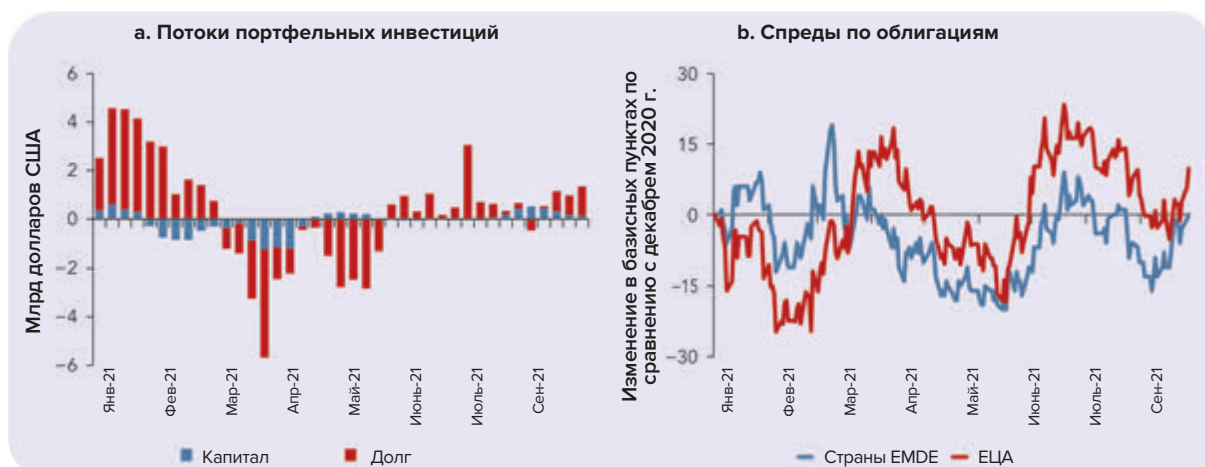 a. Потоки портфельных инвестиций
Млрд долларов США
6
4
2
0
−2
−4
−6
Янв-21
Фев-21
Мар-21
Апр-21
Май-21
Июнь-21
Июль-21
Сен-21
Капитал
Долг
b. Спреды по облигациям
Изменение в базисных пунктах по
сравнению с декабрем 2020 г.
30
15
0
−15
−30
Янв-21
Фев-21
Мар-21
Апр-21
Май-21
Июнь-21
Июль-21
Сен-21
Страны EMDE
ЕЦА